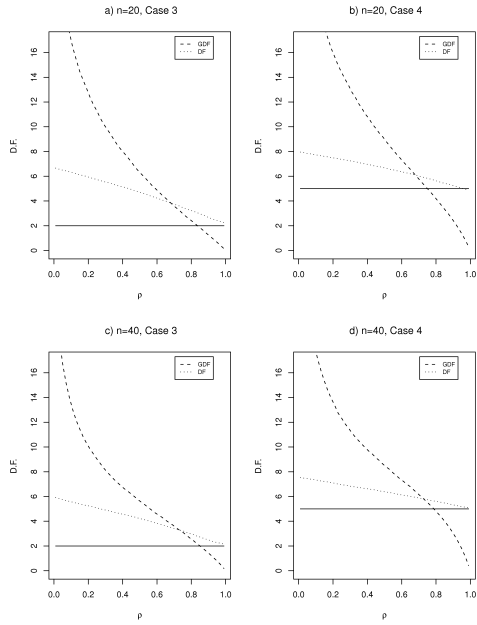 a) n=20, Case 3
D.F.
16
14
12
10
8
6
4
2
0
GDF
DF
0.0 0.2 0.4 0.6 0.8 1.0
ρ
b) n=20, Case 4
D.F.
16
14
12
10
8
6
4
2
0
GDF
DF
0.0 0.2 0.4 0.6 0.8 1.0
ρ
c) n=40, Case 3
D.F.
16
14
12
10
8
6
4
2
0
GDF
DF
0.0 0.2 0.4 0.6 0.8 1.0
ρ
d) n=40, Case 4
D.F.
16
14
12
10
8
6
4
2
0
GDF
DF
0.0 0.2 0.4 0.6 0.8 1.0
ρ